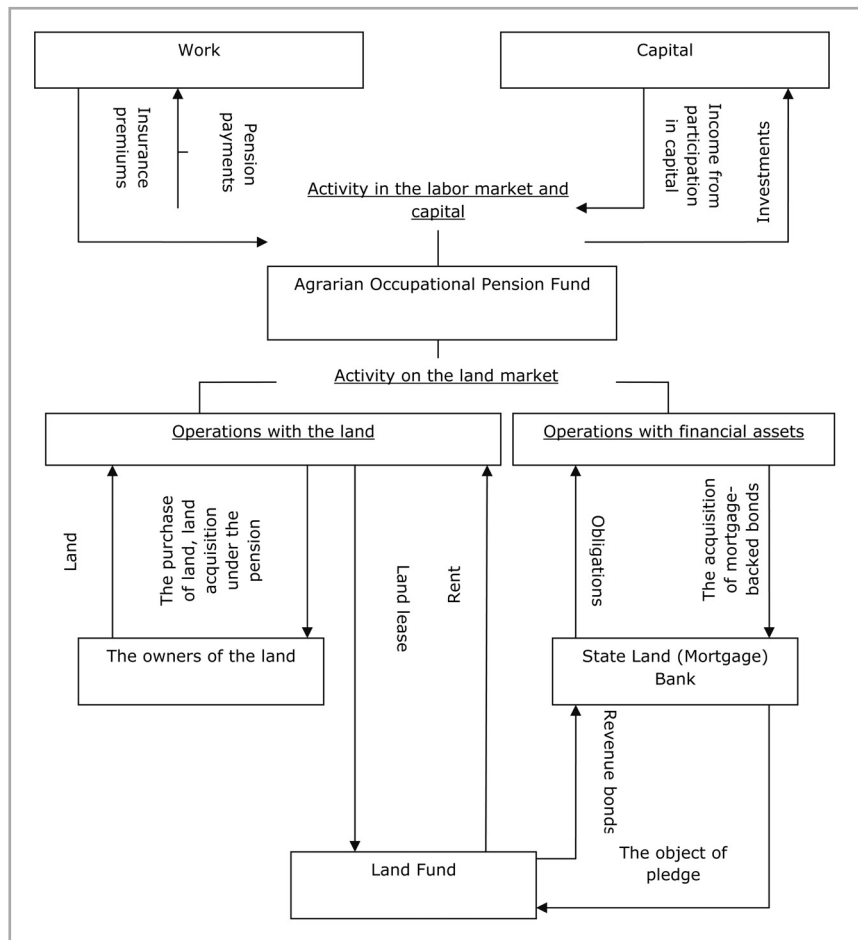 Work
Capital
Insurance
premiums
Pension
payments
Income from
participation
in capital
Investments
Activity in the labor market and
capital
Agrarian Occupational Pension Fund
Activity on the land market
Operations with the land
Operations with financial assets
Land
The purchase
of land, land
acquisition
under the
pension
Land lease
Rent
Obligations
The acquisition
of mortgage-
backed bonds
The owners of the land
State Land (Mortgage)
Bank
Revenue bonds
The object of
pledge
Land Fund